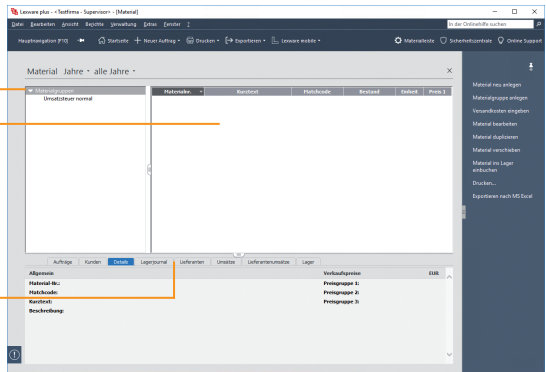 Lexware plus - <Testfirma - Supervisor> - [Material]
Datei Bearbeiten Ansicht Berichte Verwaltung Extras Fenster ?
In der Onlinehilfe suchen
Hauptnavigation (F10) Startseite Neuer Auftrag Drucken Exportieren Lexware mobile Materialleiste Sicherheitszentrale Online Support
Material Jahre alle Jahre
Materialgruppen
Umsatzsteuer normal
Materialnr. Kurztext Matchcode Bestand Einheit Preis 1
Material neu anlegen
Materialgruppe anlegen
Versandkosten eingeben
Material bearbeiten
Material duplizieren
Material verschieben
Material ins Lager
einbuchen
Drucken...
Exportieren nach MS Excel
Aufträge Kunden Details Lagerjournal Lieferanten Umsätze Lieferantenumsätze Lager
Allgemein Verkaufspreise EUR
Material-Nr.: Preisgruppe 1:
Matchcode: Preisgruppe 2:
Kurztext: Preisgruppe 3:
Beschreibung: